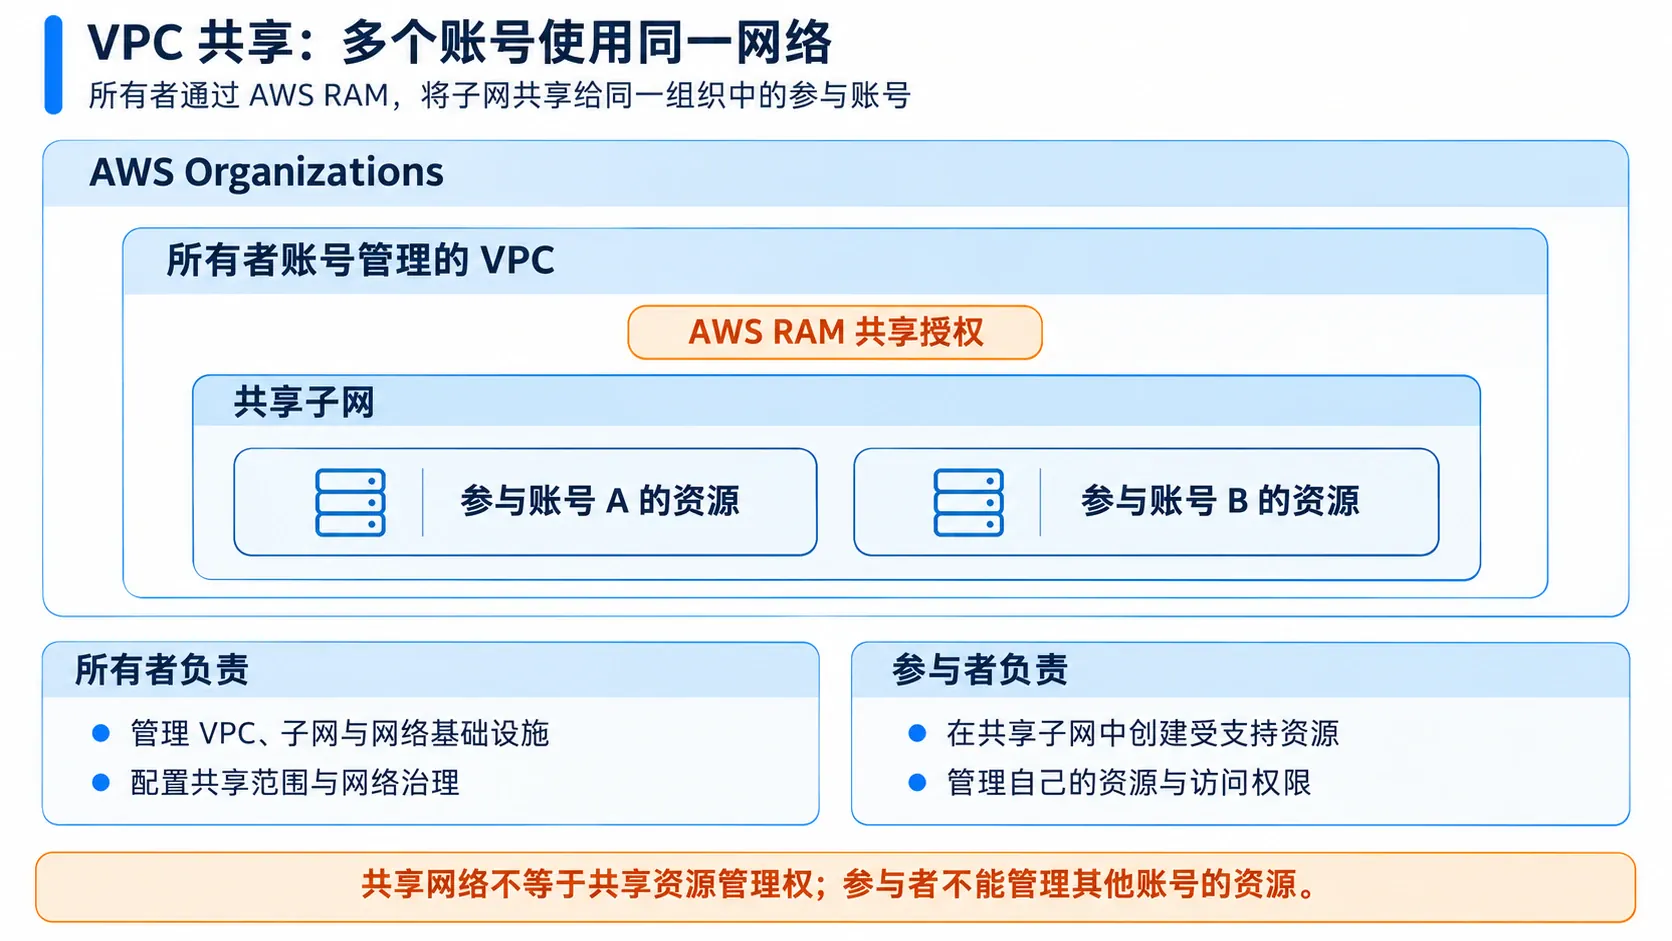 VPC 共享：多个账号使用同一网络
所有者通过 AWS RAM，将子网共享给同一组织中的参与账号
AWS Organizations
所有者账号管理的 VPC
AWS RAM 共享授权
共享子网
参与账号 A 的资源
参与账号 B 的资源
所有者负责
管理 VPC、子网与网络基础设施
配置共享范围与网络治理
参与者负责
在共享子网中创建受支持资源
管理自己的资源与访问权限
共享网络不等于共享资源管理权；参与者不能管理其他账号的资源。